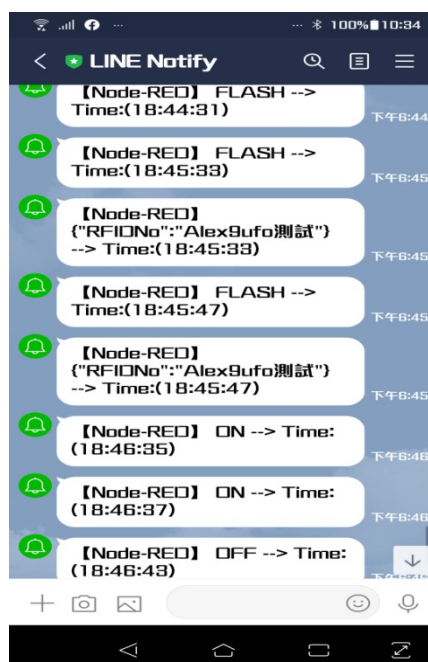 100% 10:34
LINE Notify
【Node-RED】 FLASH -->
Time:(18:44:31)
下午6:44
【Node-RED】 FLASH -->
Time:(18:45:33)
下午6:45
【Node-RED】
{"RFIDNo":"Alex9ufo測試"}
--> Time:(18:45:33)
下午6:45
【Node-RED】 FLASH -->
Time:(18:45:47)
下午6:45
【Node-RED】
{"RFIDNo":"Alex9ufo測試"}
--> Time:(18:45:47)
下午6:45
【Node-RED】 ON --> Time:
(18:46:35)
下午6:46
【Node-RED】 ON --> Time:
(18:46:37)
下午6:46
【Node-RED】 OFF --> Time:
(18:46:43)
下午6:46